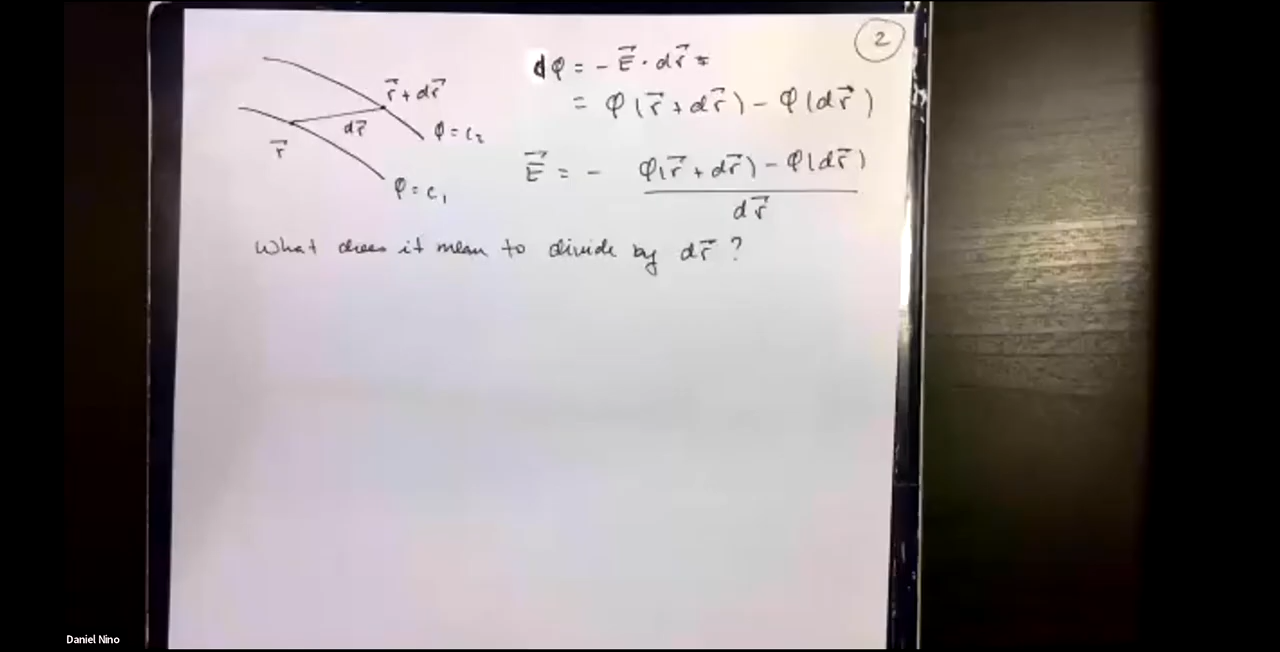 2
dφ = - E⃗ · dr⃗ =
= φ(r⃗ + dr⃗) - φ(dr⃗)
r⃗ + dr⃗
dr⃗
φ = c₂
r⃗
φ = c₁
E⃗ = - φ(r⃗ + dr⃗) - φ(dr⃗)
dr⃗
What does it mean to divide by dr⃗ ?
Daniel Nino